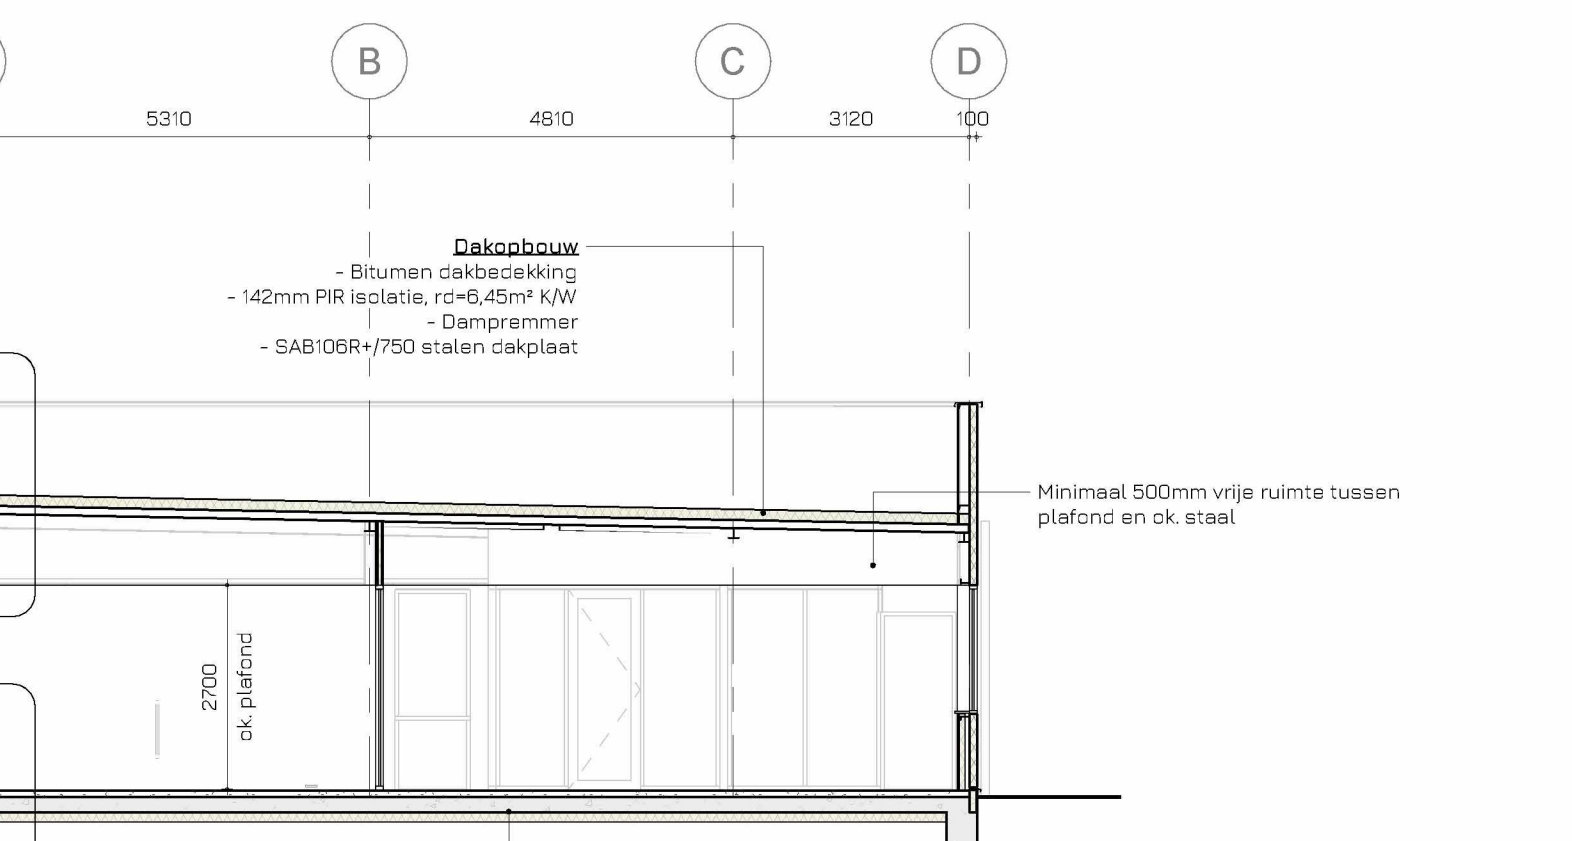 B C D
5310 4810 3120 100
Dakopbouw
- Bitumen dakbedekking
- 142mm PIR isolatie, rd=6,45m² K/W
- Dampremmer
- SAB106R+/750 stalen dakplaat
Minimaal 500mm vrije ruimte tussen
plafond en ok. staal
2700
ok. plafond